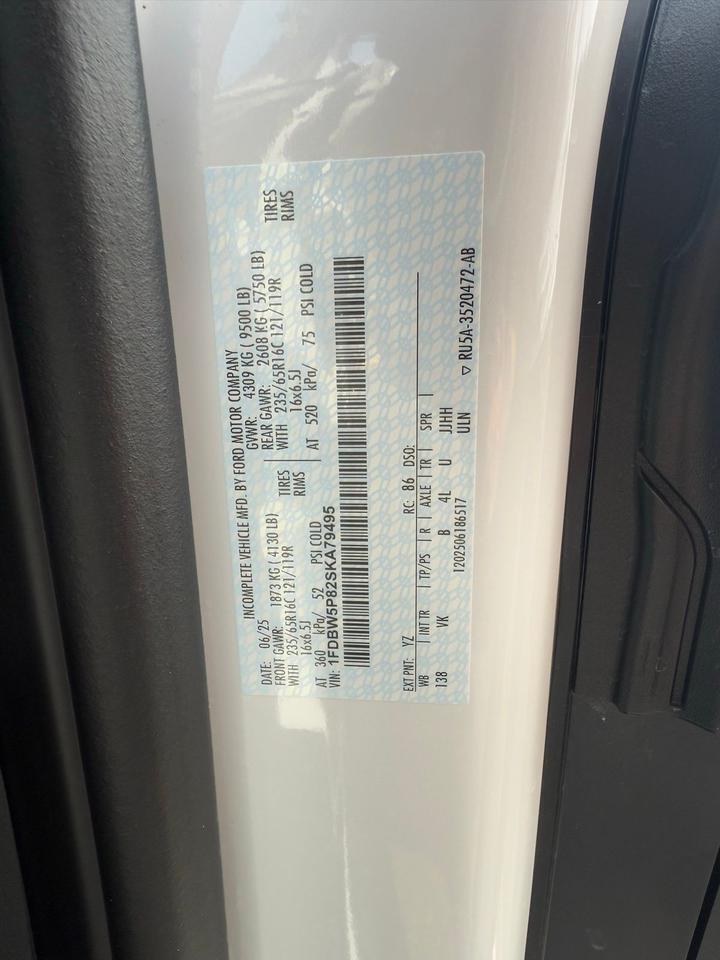 INCOMPLETE VEHICLE MFD. BY FORD MOTOR COMPANY
DATE: 06/25 GVWR: 4309 KG ( 9500 LB)
FRONT GAWR: 1873 KG ( 4130 LB) REAR GAWR: 2608 KG ( 5750 LB)
WITH 235/65R16C 121/119R TIRES WITH 235/65R16C 121/119R TIRES
16x6.5J RIMS 16x6.5J RIMS
AT 360 kPa/ 52 PSI COLD AT 520 kPa/ 75 PSI COLD
VIN: 1FDBW5P82SKA79495
EXT PNT: YZ RC: 86 DSO:
WB INT TR TP/PS R AXLE TR SPR
138 VK B 4L U JJHH
1202506186517 ULN
▽ RU5A-3520472-AB